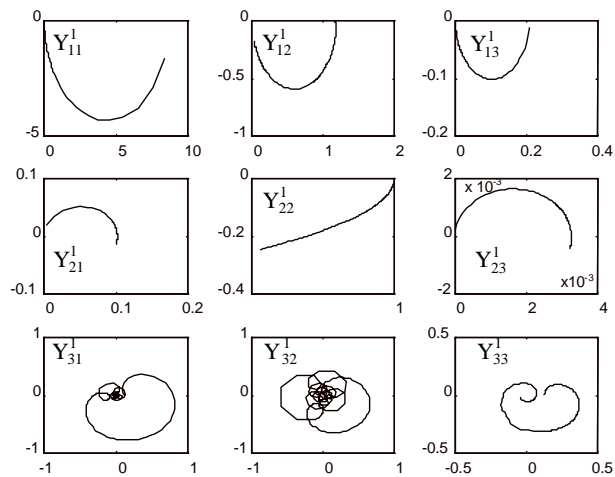 0
Y¹₁₁
-5
0 5 10
0
Y¹₁₂
-0.5
-1
0 1 2
0
Y¹₁₃
-0.1
-0.2
0 0.2 0.4
0.1
0
Y¹₂₁
-0.1
0 0.1 0.2
0
Y¹₂₂
-0.2
-0.4
0 1
2
x 10⁻³
0
Y¹₂₃
-2
x10⁻³
0 2 4
1
Y¹₃₁
0
-1
-1 0 1
1
Y¹₃₂
0
-1
-1 0 1
0.5
Y¹₃₃
0
-0.5
-0.5 0 0.5